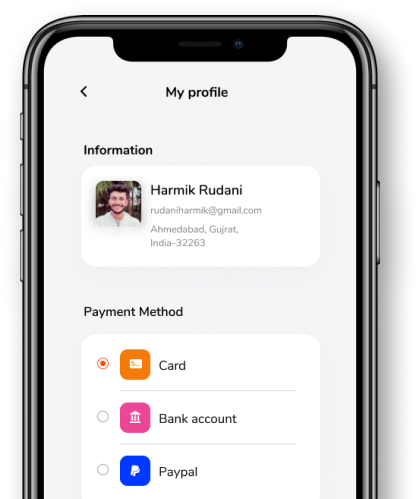 My profile
Information
Harmik Rudani
rudaniharmik@gmail.com
Ahmedabad, Gujrat,
India-32263
Payment Method
Card
Bank account
Paypal